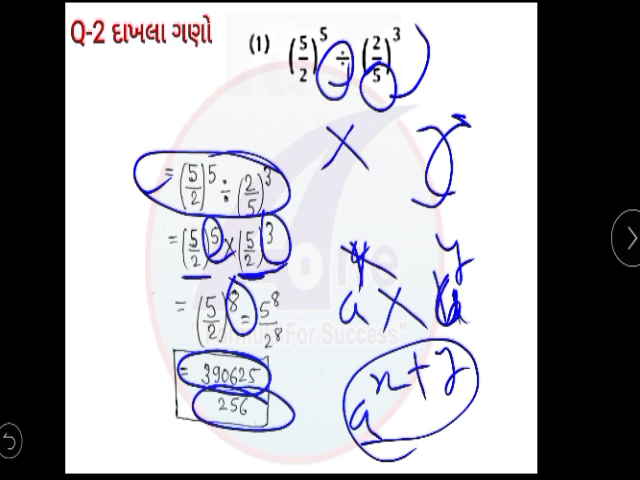 Q-2 દાખલા ગણો
(1) (5/2)^5 ÷ (2/5)^3
= (5/2)^5 ÷ (2/5)^3
= (5/2)^5 × (5/2)^3
= (5/2)^8 = 5^8/2^8
= 390625/256
×
a^x × a^y
a^x+y
For Success"